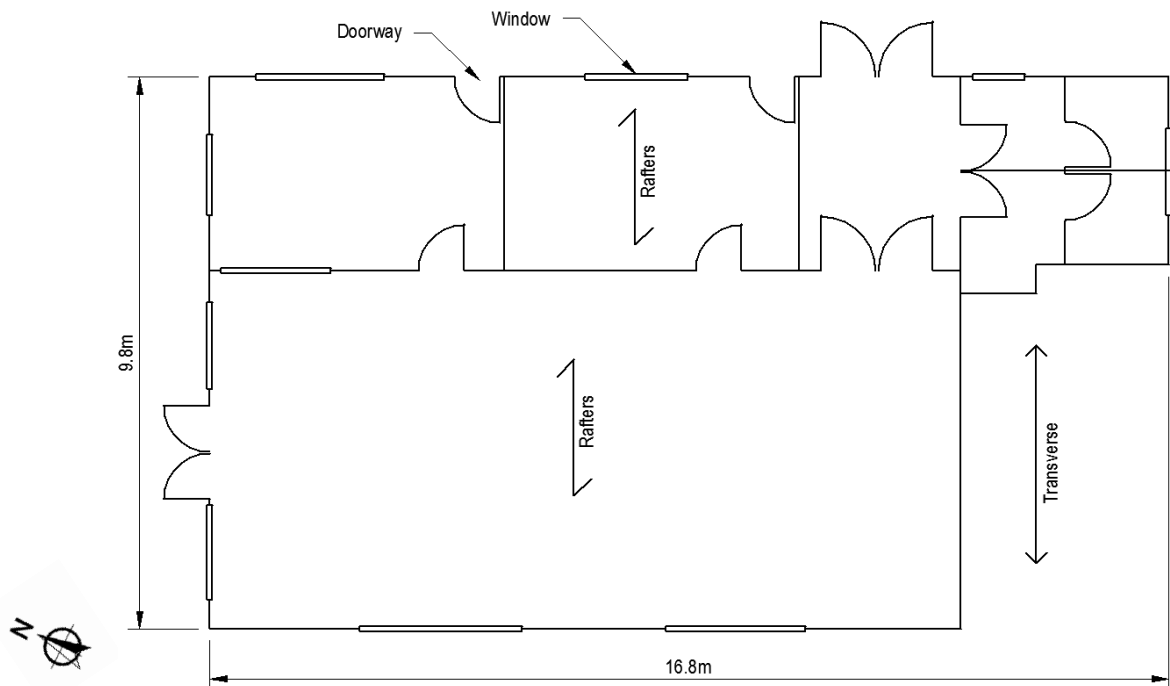 Window
Doorway
Rafters
Rafters
9.8m
Transverse
N
16.8m